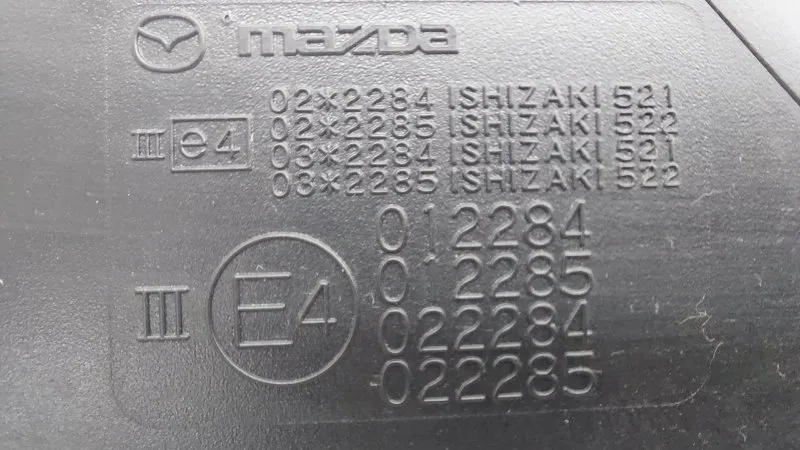 mazda
02*2284 ISHIZAKI 521
02*2285 ISHIZAKI 522
III e4
03*2284 ISHIZAKI 521
03*2285 ISHIZAKI 522
012284
012285
III E4
022284
022285